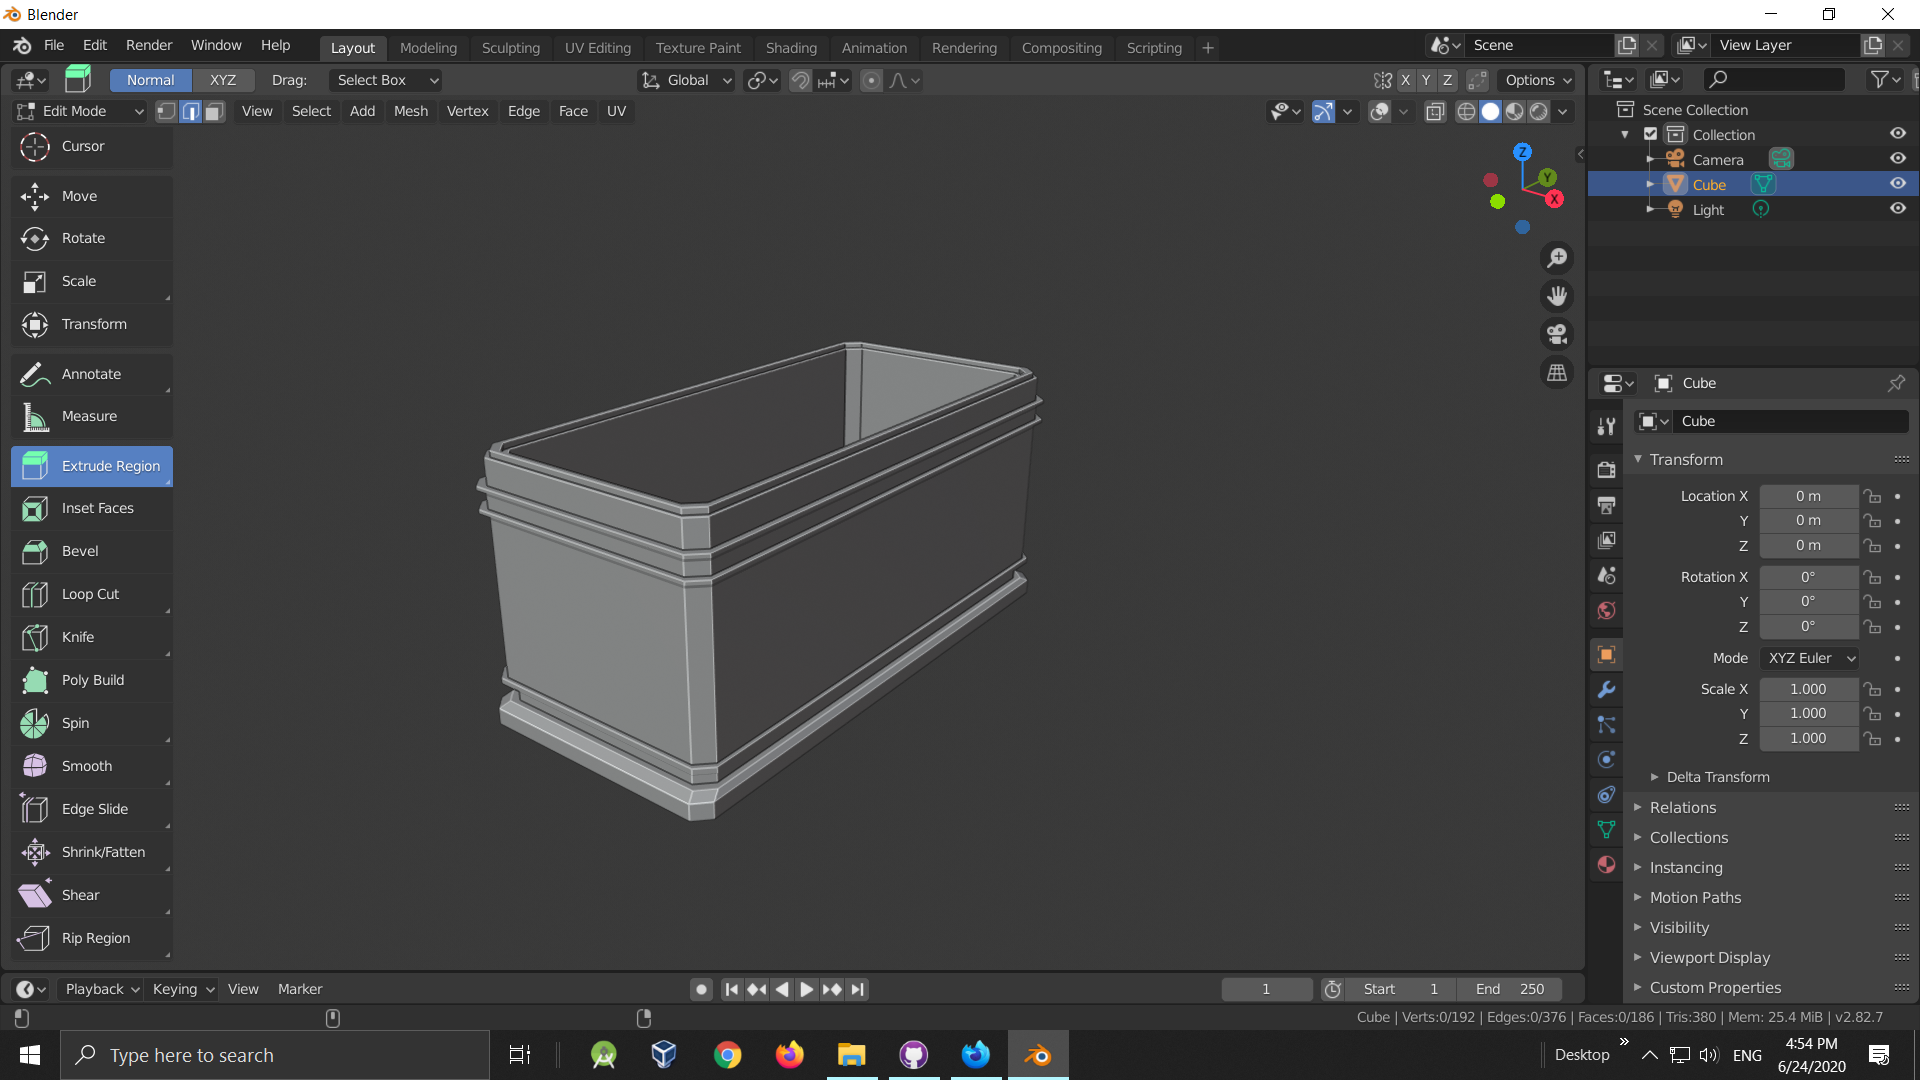 Blender
File Edit Render Window Help Layout Modeling Sculpting UV Editing Texture Paint Shading Animation Rendering Compositing Scripting + Scene View Layer
Normal XYZ Drag: Select Box Global X Y Z Options
Edit Mode View Select Add Mesh Vertex Edge Face UV
Cursor
Move
Rotate
Scale
Transform
Annotate
Measure
Extrude Region
Inset Faces
Bevel
Loop Cut
Knife
Poly Build
Spin
Smooth
Edge Slide
Shrink/Fatten
Shear
Rip Region
Z
Y
X
Scene Collection
Collection
Camera
Cube
Light
Cube
Cube
Transform
Location X 0 m
Y 0 m
Z 0 m
Rotation X 0°
Y 0°
Z 0°
Mode XYZ Euler
Scale X 1.000
Y 1.000
Z 1.000
Delta Transform
Relations
Collections
Instancing
Motion Paths
Visibility
Viewport Display
Custom Properties
Playback Keying View Marker 1 Start 1 End 250
Cube | Verts:0/192 | Edges:0/376 | Faces:0/186 | Tris:380 | Mem: 25.4 MiB | v2.82.7
Type here to search
Desktop » ENG
4:54 PM
6/24/2020